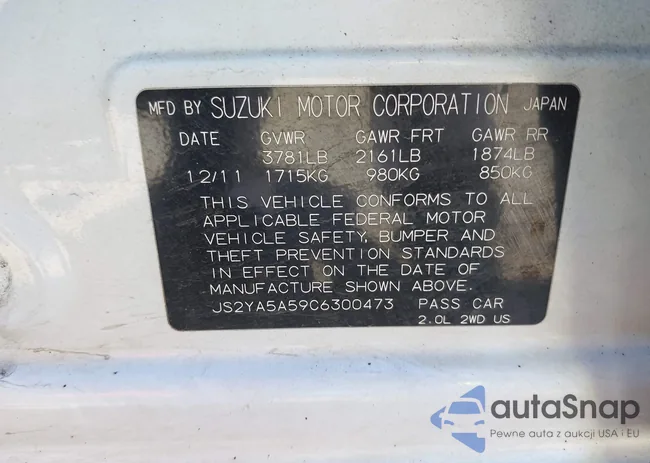 MFD BY SUZUKI MOTOR CORPORATION JAPAN
DATE GVWR GAWR FRT GAWR RR
3781LB 2161LB 1874LB
12/11 1715KG 980KG 850KG
THIS VEHICLE CONFORMS TO ALL
APPLICABLE FEDERAL MOTOR
VEHICLE SAFETY, BUMPER AND
THEFT PREVENTION STANDARDS
IN EFFECT ON THE DATE OF
MANUFACTURE SHOWN ABOVE.
JS2YA5A59C6300473 PASS CAR
2.0L 2WD US
autaSnap
Pewne auta z aukcji USA i EU